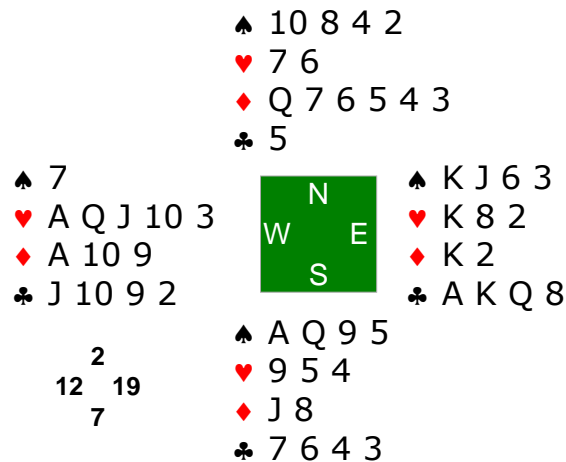 ♠ 10 8 4 2
♥ 7 6
♦ Q 7 6 5 4 3
♣ 5
♠ 7
♥ A Q J 10 3
♦ A 10 9
♣ J 10 9 2
N
W E
S
♠ K J 6 3
♥ K 8 2
♦ K 2
♣ A K Q 8
♠ A Q 9 5
♥ 9 5 4
♦ J 8
♣ 7 6 4 3
2
12 19
7